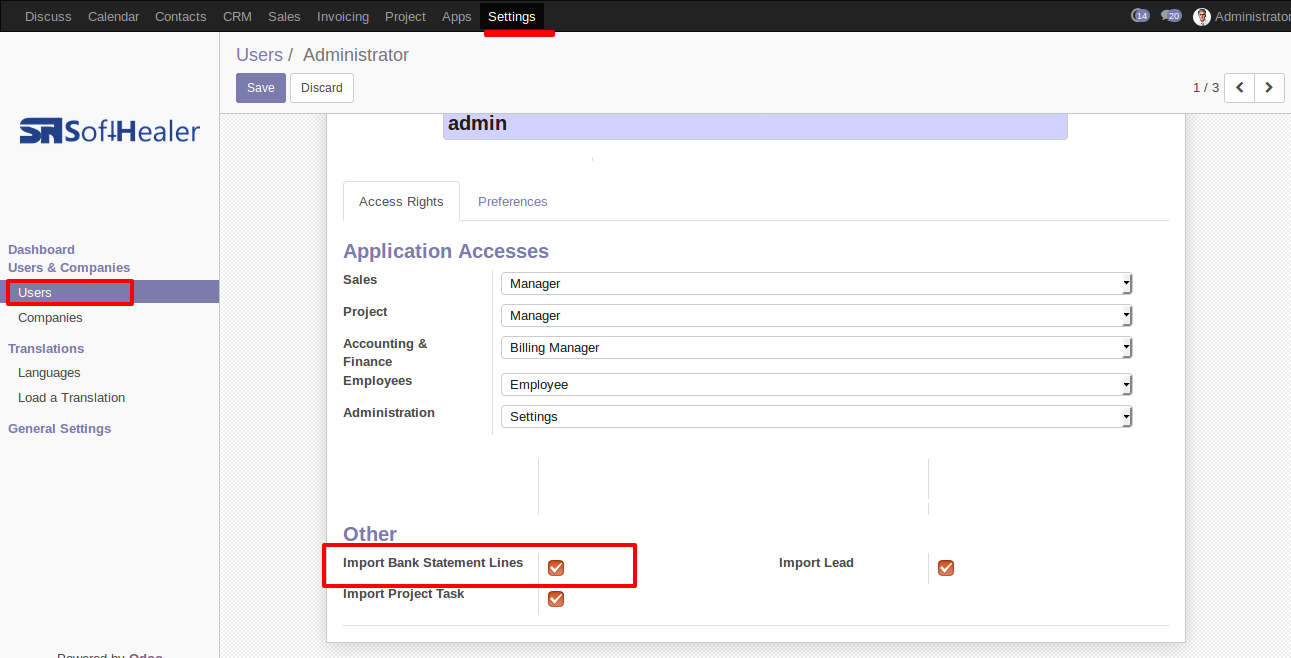 Discuss Calendar Contacts CRM Sales Invoicing Project Apps Settings 14 20 Administrator
Users / Administrator
Save Discard 1 / 3
SH SoftHealer
admin
Access Rights Preferences
Dashboard
Users & Companies
Users
Companies
Translations
Languages
Load a Translation
General Settings
Powered by Odoo
Application Accesses
Sales Manager
Project Manager
Accounting &
Finance Billing Manager
Employees Employee
Administration Settings
Other
Import Bank Statement Lines Import Lead
Import Project Task